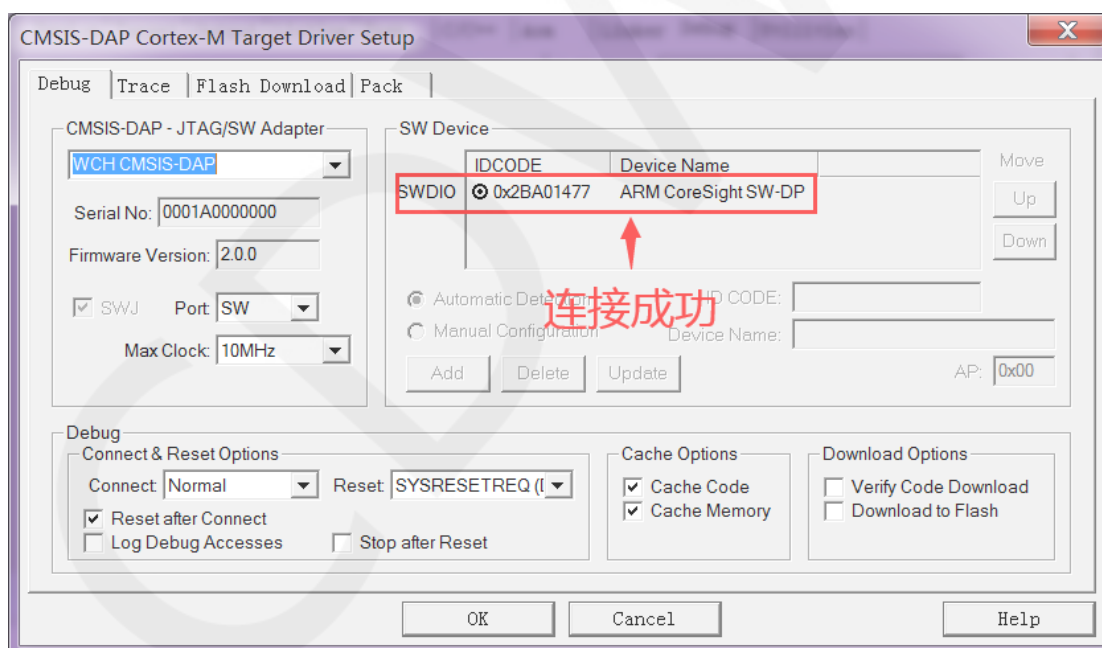 CMSIS-DAP Cortex-M Target Driver Setup
Debug Trace Flash Download Pack
CMSIS-DAP - JTAG/SW Adapter
WCH CMSIS-DAP
Serial No: 0001A0000000
Firmware Version: 2.0.0
SWJ Port: SW
Max Clock: 10MHz
SW Device
IDCODE Device Name
SWDIO 0x2BA01477 ARM CoreSight SW-DP
Move
Up
Down
连接成功
Automatic Detection ID CODE:
Manual Configuration Device Name:
Add Delete Update AP: 0x00
Debug
Connect & Reset Options
Connect: Normal Reset: SYSRESETREQ (
Reset after Connect
Log Debug Accesses Stop after Reset
Cache Options
Cache Code
Cache Memory
Download Options
Verify Code Download
Download to Flash
OK Cancel Help